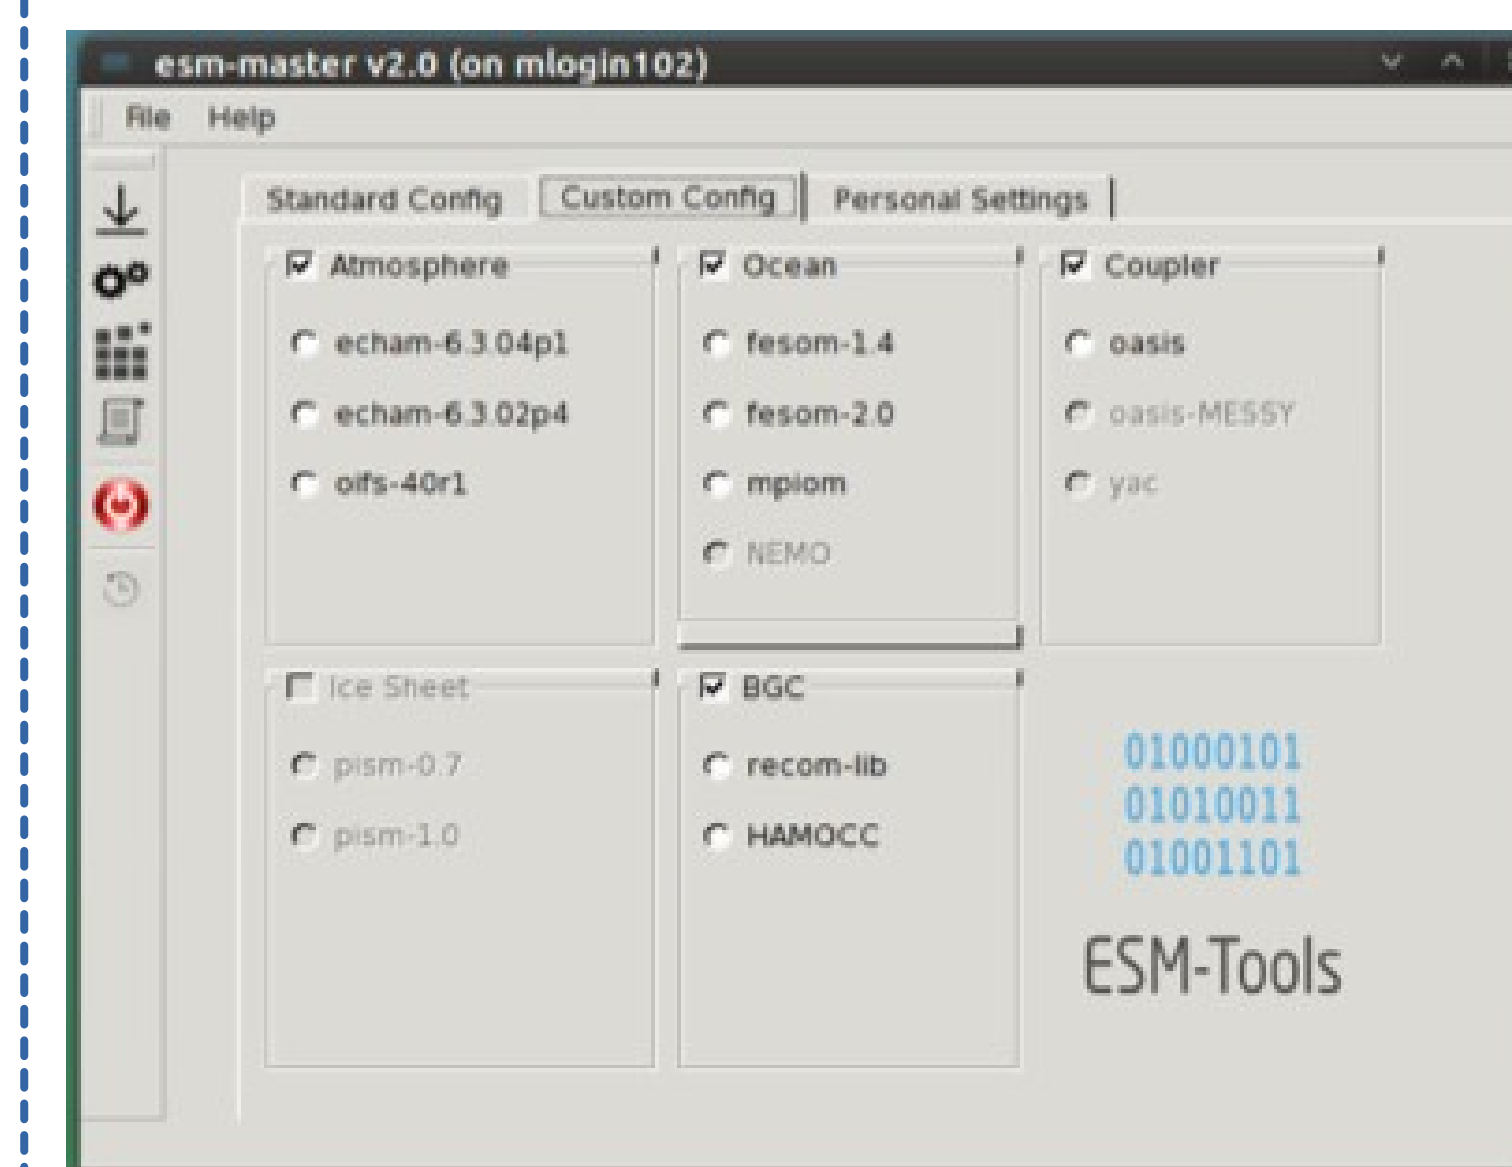 esm-master v2.0 (on mlogin102)
File Help
Standard Config Custom Config Personal Settings
Atmosphere
echam-6.3.04p1
echam-6.3.02p4
oifs-40r1
Ocean
fesom-1.4
fesom-2.0
mpiom
NEMO
Coupler
oasis
oasis-MESSY
yac
Ice Sheet
pism-0.7
pism-1.0
BGC
recom-lib
HAMOCC
01000101
01010011
01001101
ESM-Tools